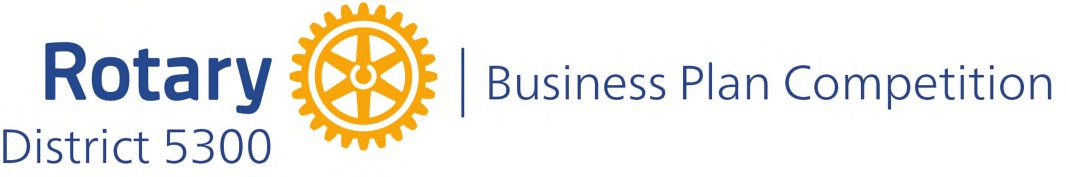 Rotary
District 5300
Business Plan Competition